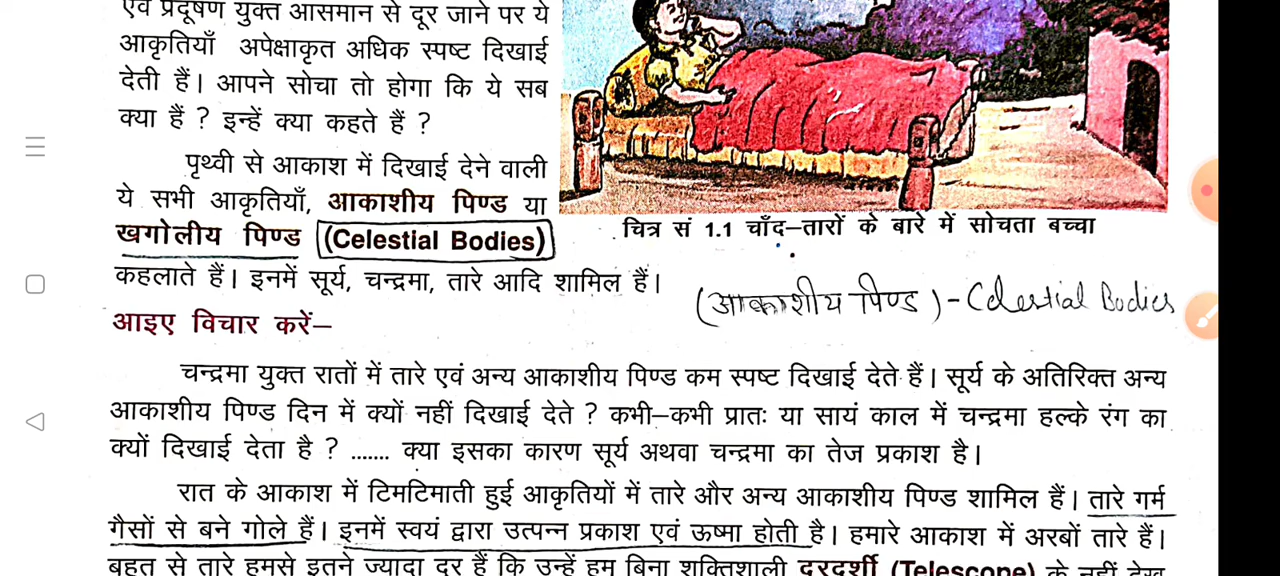 एवं प्रदूषण युक्त आसमान से दूर जाने पर ये
आकृतियाँ अपेक्षाकृत अधिक स्पष्ट दिखाई
देती हैं। आपने सोचा तो होगा कि ये सब
क्या हैं ? इन्हें क्या कहते हैं ?
पृथ्वी से आकाश में दिखाई देने वाली
ये सभी आकृतियाँ, आकाशीय पिण्ड या
खगोलीय पिण्ड (Celestial Bodies)
कहलाते हैं। इनमें सूर्य, चन्द्रमा, तारे आदि शामिल हैं।
चित्र सं 1.1 चाँद–तारों के बारे में सोचता बच्चा
(आकाशीय पिण्ड) - Celestial Bodies
आइए विचार करें–
चन्द्रमा युक्त रातों में तारे एवं अन्य आकाशीय पिण्ड कम स्पष्ट दिखाई देते हैं। सूर्य के अतिरिक्त अन्य
आकाशीय पिण्ड दिन में क्यों नहीं दिखाई देते ? कभी–कभी प्रातः या सायं काल में चन्द्रमा हल्के रंग का
क्यों दिखाई देता है ? ....... क्या इसका कारण सूर्य अथवा चन्द्रमा का तेज प्रकाश है।
रात के आकाश में टिमटिमाती हुई आकृतियों में तारे और अन्य आकाशीय पिण्ड शामिल हैं। तारे गर्म
गैसों से बने गोले हैं। इनमें स्वयं द्वारा उत्पन्न प्रकाश एवं ऊष्मा होती है। हमारे आकाश में अरबों तारे हैं।
बहुत से तारे हमसे इतने ज्यादा दूर हैं कि उन्हें हम बिना शक्तिशाली दूरदर्शी (Telescope) के नहीं देख